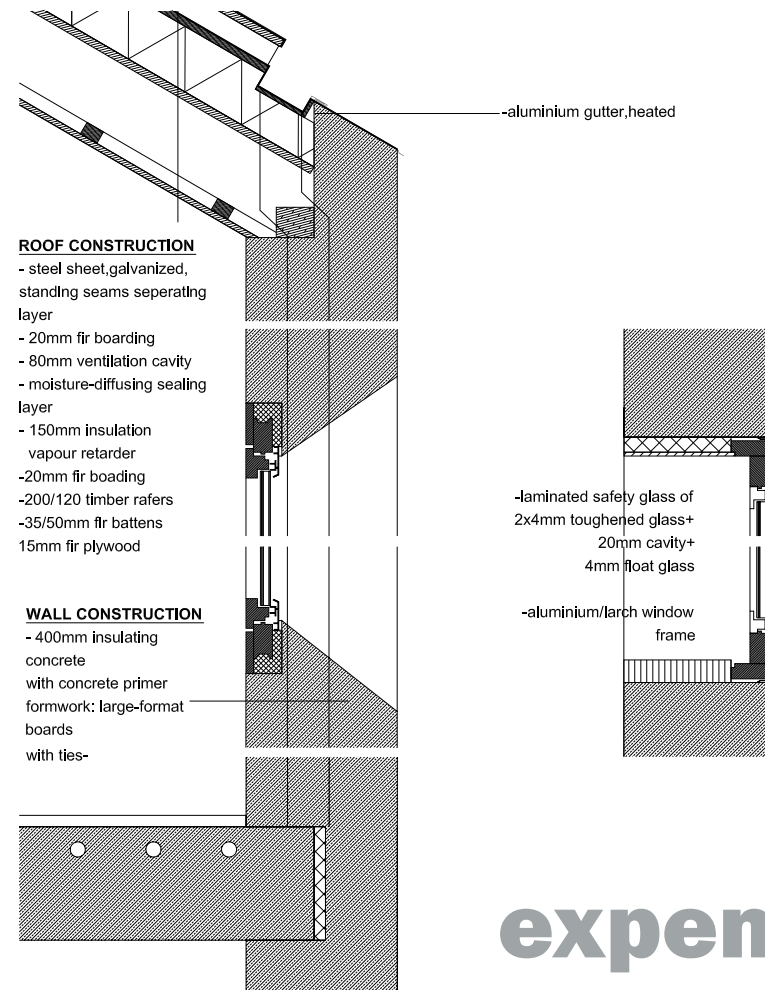 -aluminium gutter,heated
ROOF CONSTRUCTION
- steel sheet,galvanized,
standing seams seperating
layer
- 20mm fir boarding
- 80mm ventilation cavity
- moisture-diffusing sealing
layer
- 150mm insulation
vapour retarder
-20mm fir boading
-200/120 timber rafers
-35/50mm fir battens
15mm fir plywood
-laminated safety glass of
2x4mm toughened glass+
20mm cavity+
4mm float glass
-aluminium/larch window
frame
WALL CONSTRUCTION
- 400mm insulating
concrete
with concrete primer
formwork: large-format
boards
with ties-
expen